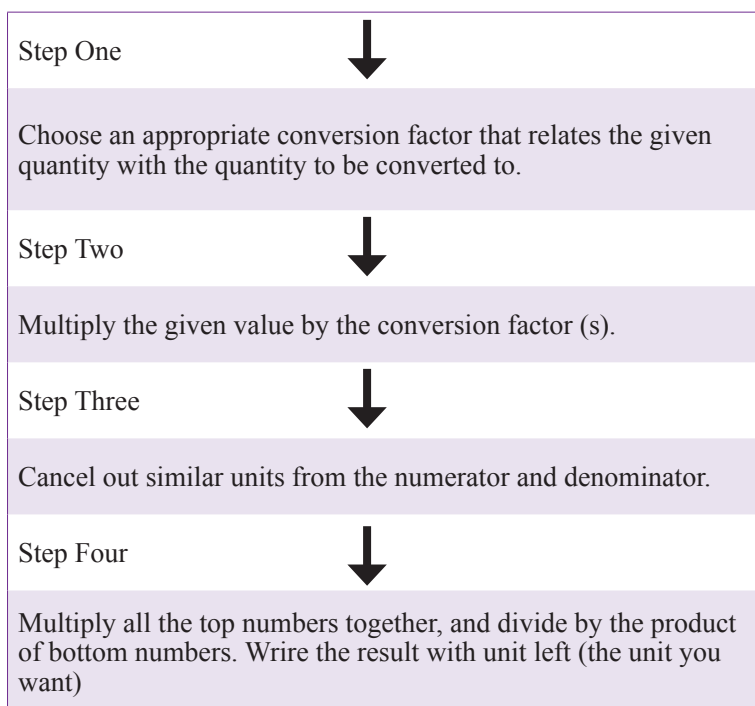 Step One
Choose an appropriate conversion factor that relates the given
quantity with the quantity to be converted to.
Step Two
Multiply the given value by the conversion factor (s).
Step Three
Cancel out similar units from the numerator and denominator.
Step Four
Multiply all the top numbers together, and divide by the product
of bottom numbers. Wrire the result with unit left (the unit you
want)